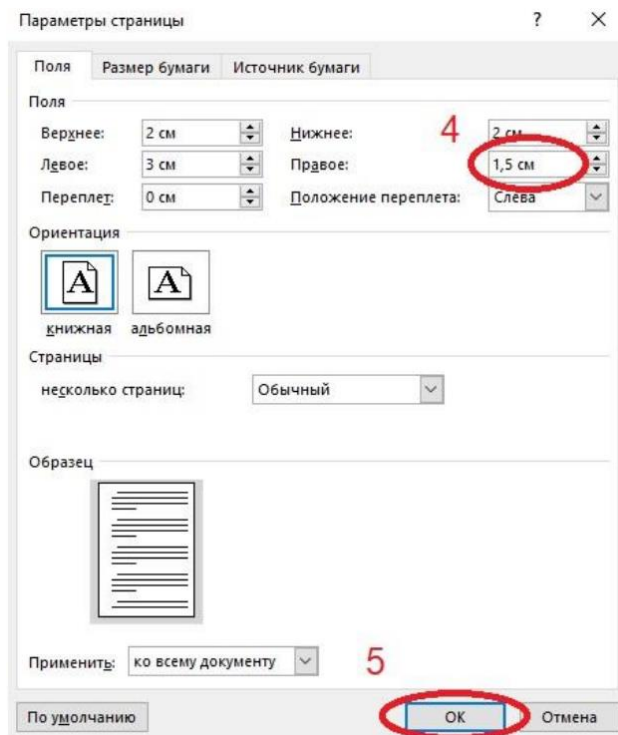 Параметры страницы ? ×
Поля Размер бумаги Источник бумаги
Поля
Верхнее: 2 см Нижнее: 4 2 см
Левое: 3 см Правое: 1,5 см
Переплет: 0 см Положение переплета: Слева
Ориентация
A A
книжная альбомная
Страницы
несколько страниц: Обычный
Образец
Применить: ко всему документу 5
По умолчанию ОК Отмена